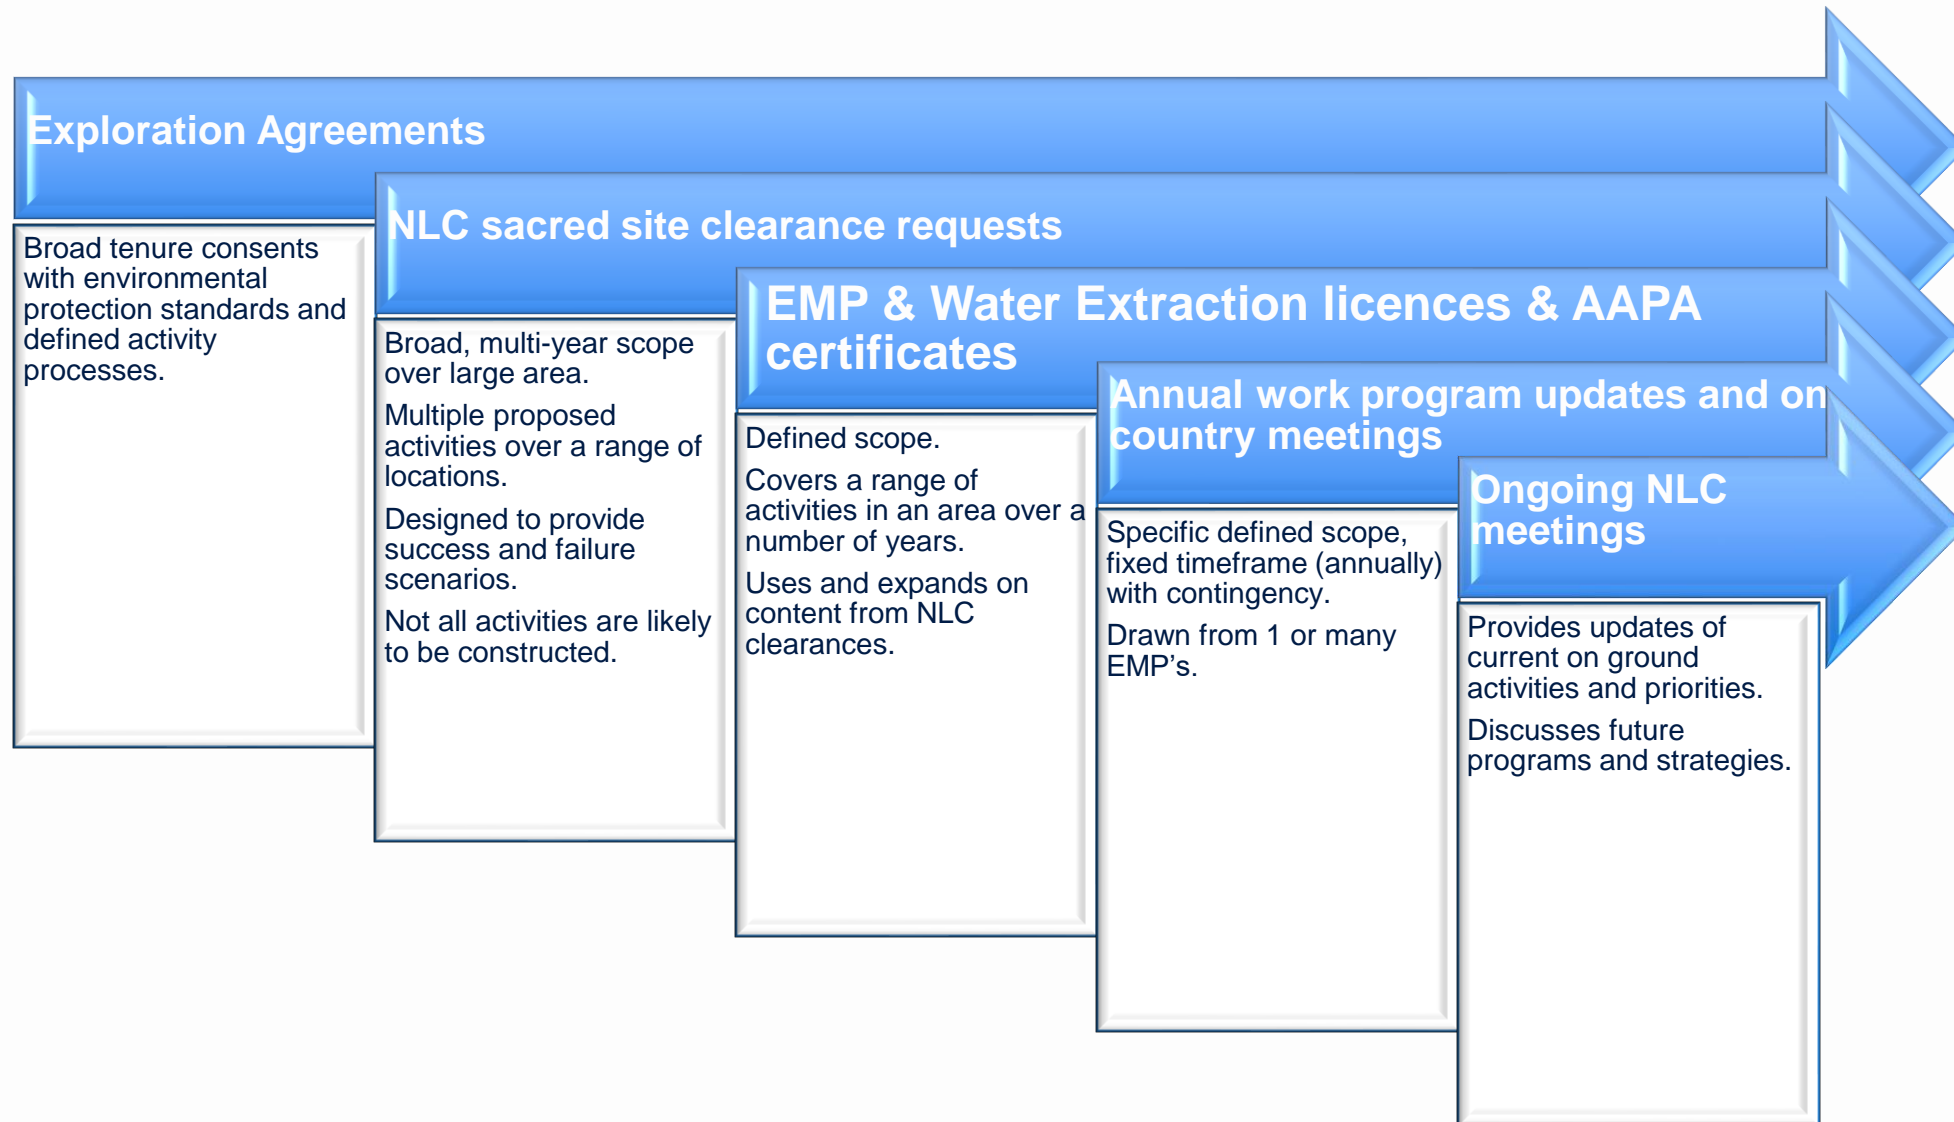 Exploration Agreements
Broad tenure consents
with environmental
protection standards and
defined activity
processes.
NLC sacred site clearance requests
Broad, multi-year scope
over large area.
Multiple proposed
activities over a range of
locations.
Designed to provide
success and failure
scenarios.
Not all activities are likely
to be constructed.
EMP & Water Extraction licences & AAPA
certificates
Defined scope.
Covers a range of
activities in an area over a
number of years.
Uses and expands on
content from NLC
clearances.
Annual work program updates and on
country meetings
Specific defined scope,
fixed timeframe (annually)
with contingency.
Drawn from 1 or many
EMP's.
Ongoing NLC
meetings
Provides updates of
current on ground
activities and priorities.
Discusses future
programs and strategies.